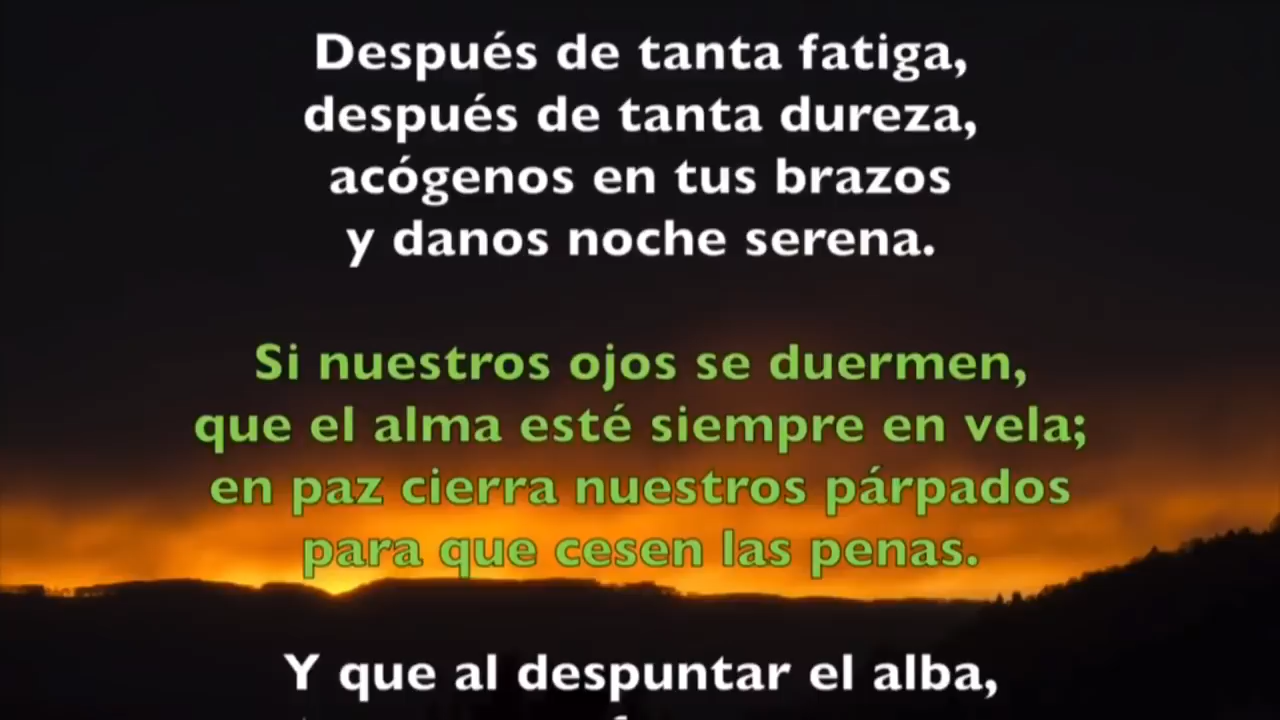 Después de tanta fatiga,
después de tanta dureza,
acógenos en tus brazos
y danos noche serena.
Si nuestros ojos se duermen,
que el alma esté siempre en vela;
en paz cierra nuestros párpados
para que cesen las penas.
Y que al despuntar el alba,